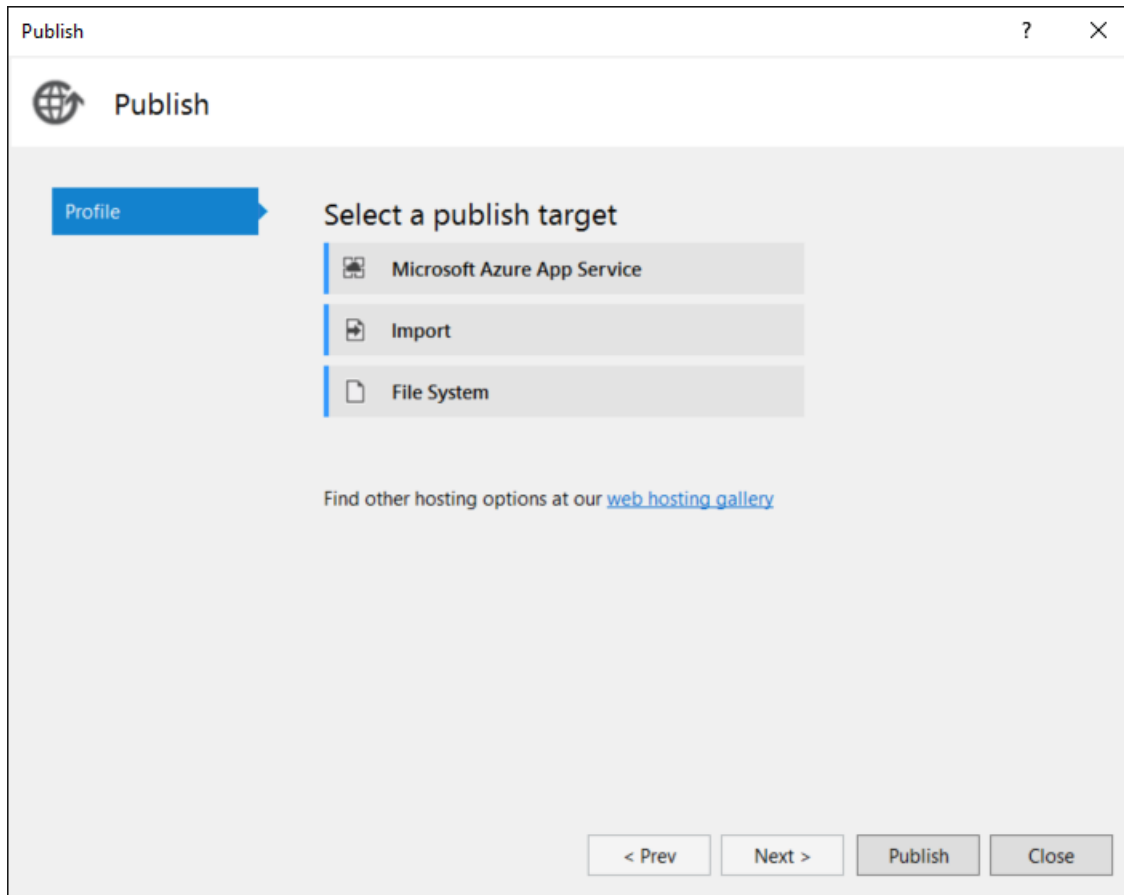 Publish
?
Publish
Profile
Select a publish target
Microsoft Azure App Service
Import
File System
Find other hosting options at our web hosting gallery
< Prev
Next >
Publish
Close